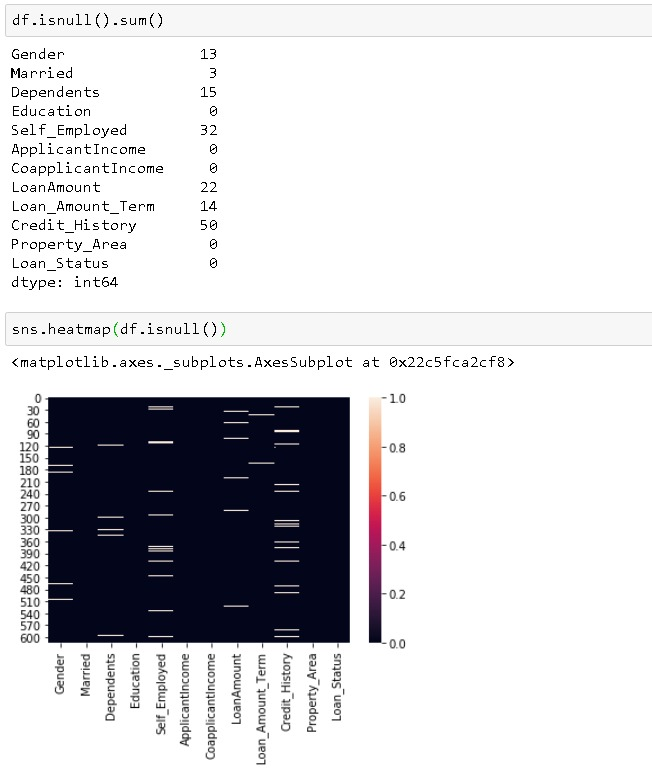 df.isnull().sum()
Gender 13
Married 3
Dependents 15
Education 0
Self_Employed 32
ApplicantIncome 0
CoapplicantIncome 0
LoanAmount 22
Loan_Amount_Term 14
Credit_History 50
Property_Area 0
Loan_Status 0
dtype: int64
sns.heatmap(df.isnull())
<matplotlib.axes._subplots.AxesSubplot at 0x22c5fca2cf8>
0
30
60
90
120
150
180
210
240
270
300
330
360
390
420
450
480
510
540
570
600
Gender
Married
Dependents
Education
Self_Employed
ApplicantIncome
CoapplicantIncome
LoanAmount
Loan_Amount_Term
Credit_History
Property_Area
Loan_Status
1.0
0.8
0.6
0.4
0.2
0.0